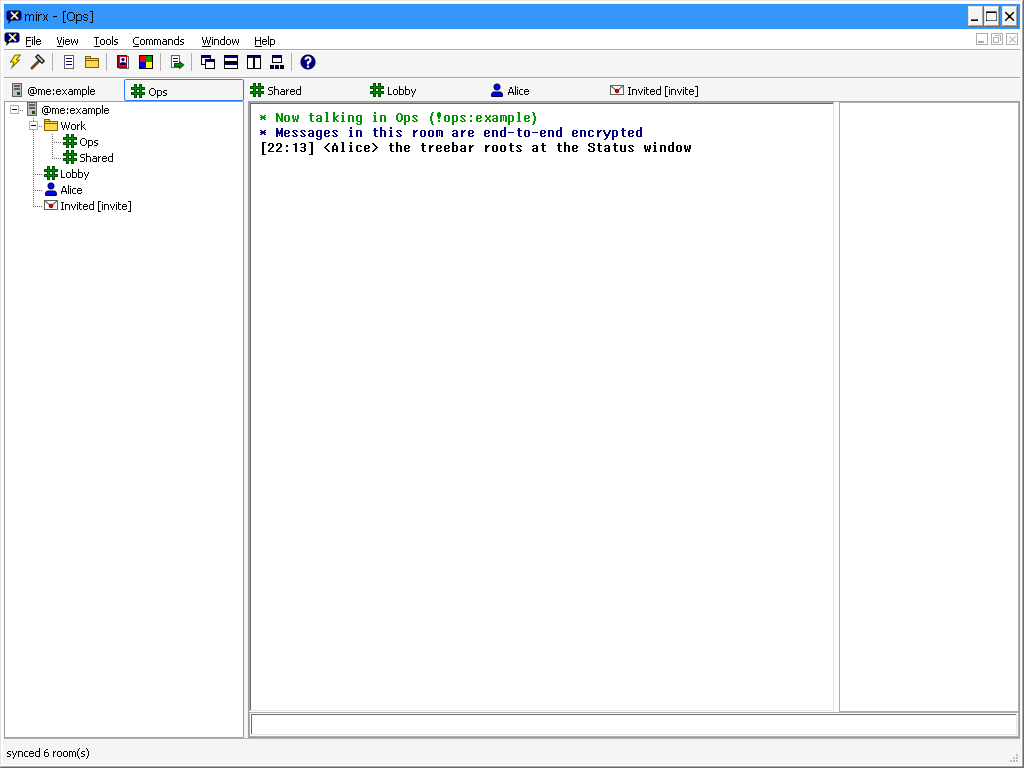 mirx - [Ops]
File View Tools Commands Window Help
@me:example Ops Shared Lobby Alice Invited [invite]
@me:example
Work
Ops
Shared
Lobby
Alice
Invited [invite]
* Now talking in Ops (!ops:example)
* Messages in this room are end-to-end encrypted
[22:13] <Alice> the treebar roots at the Status window
synced 6 room(s)